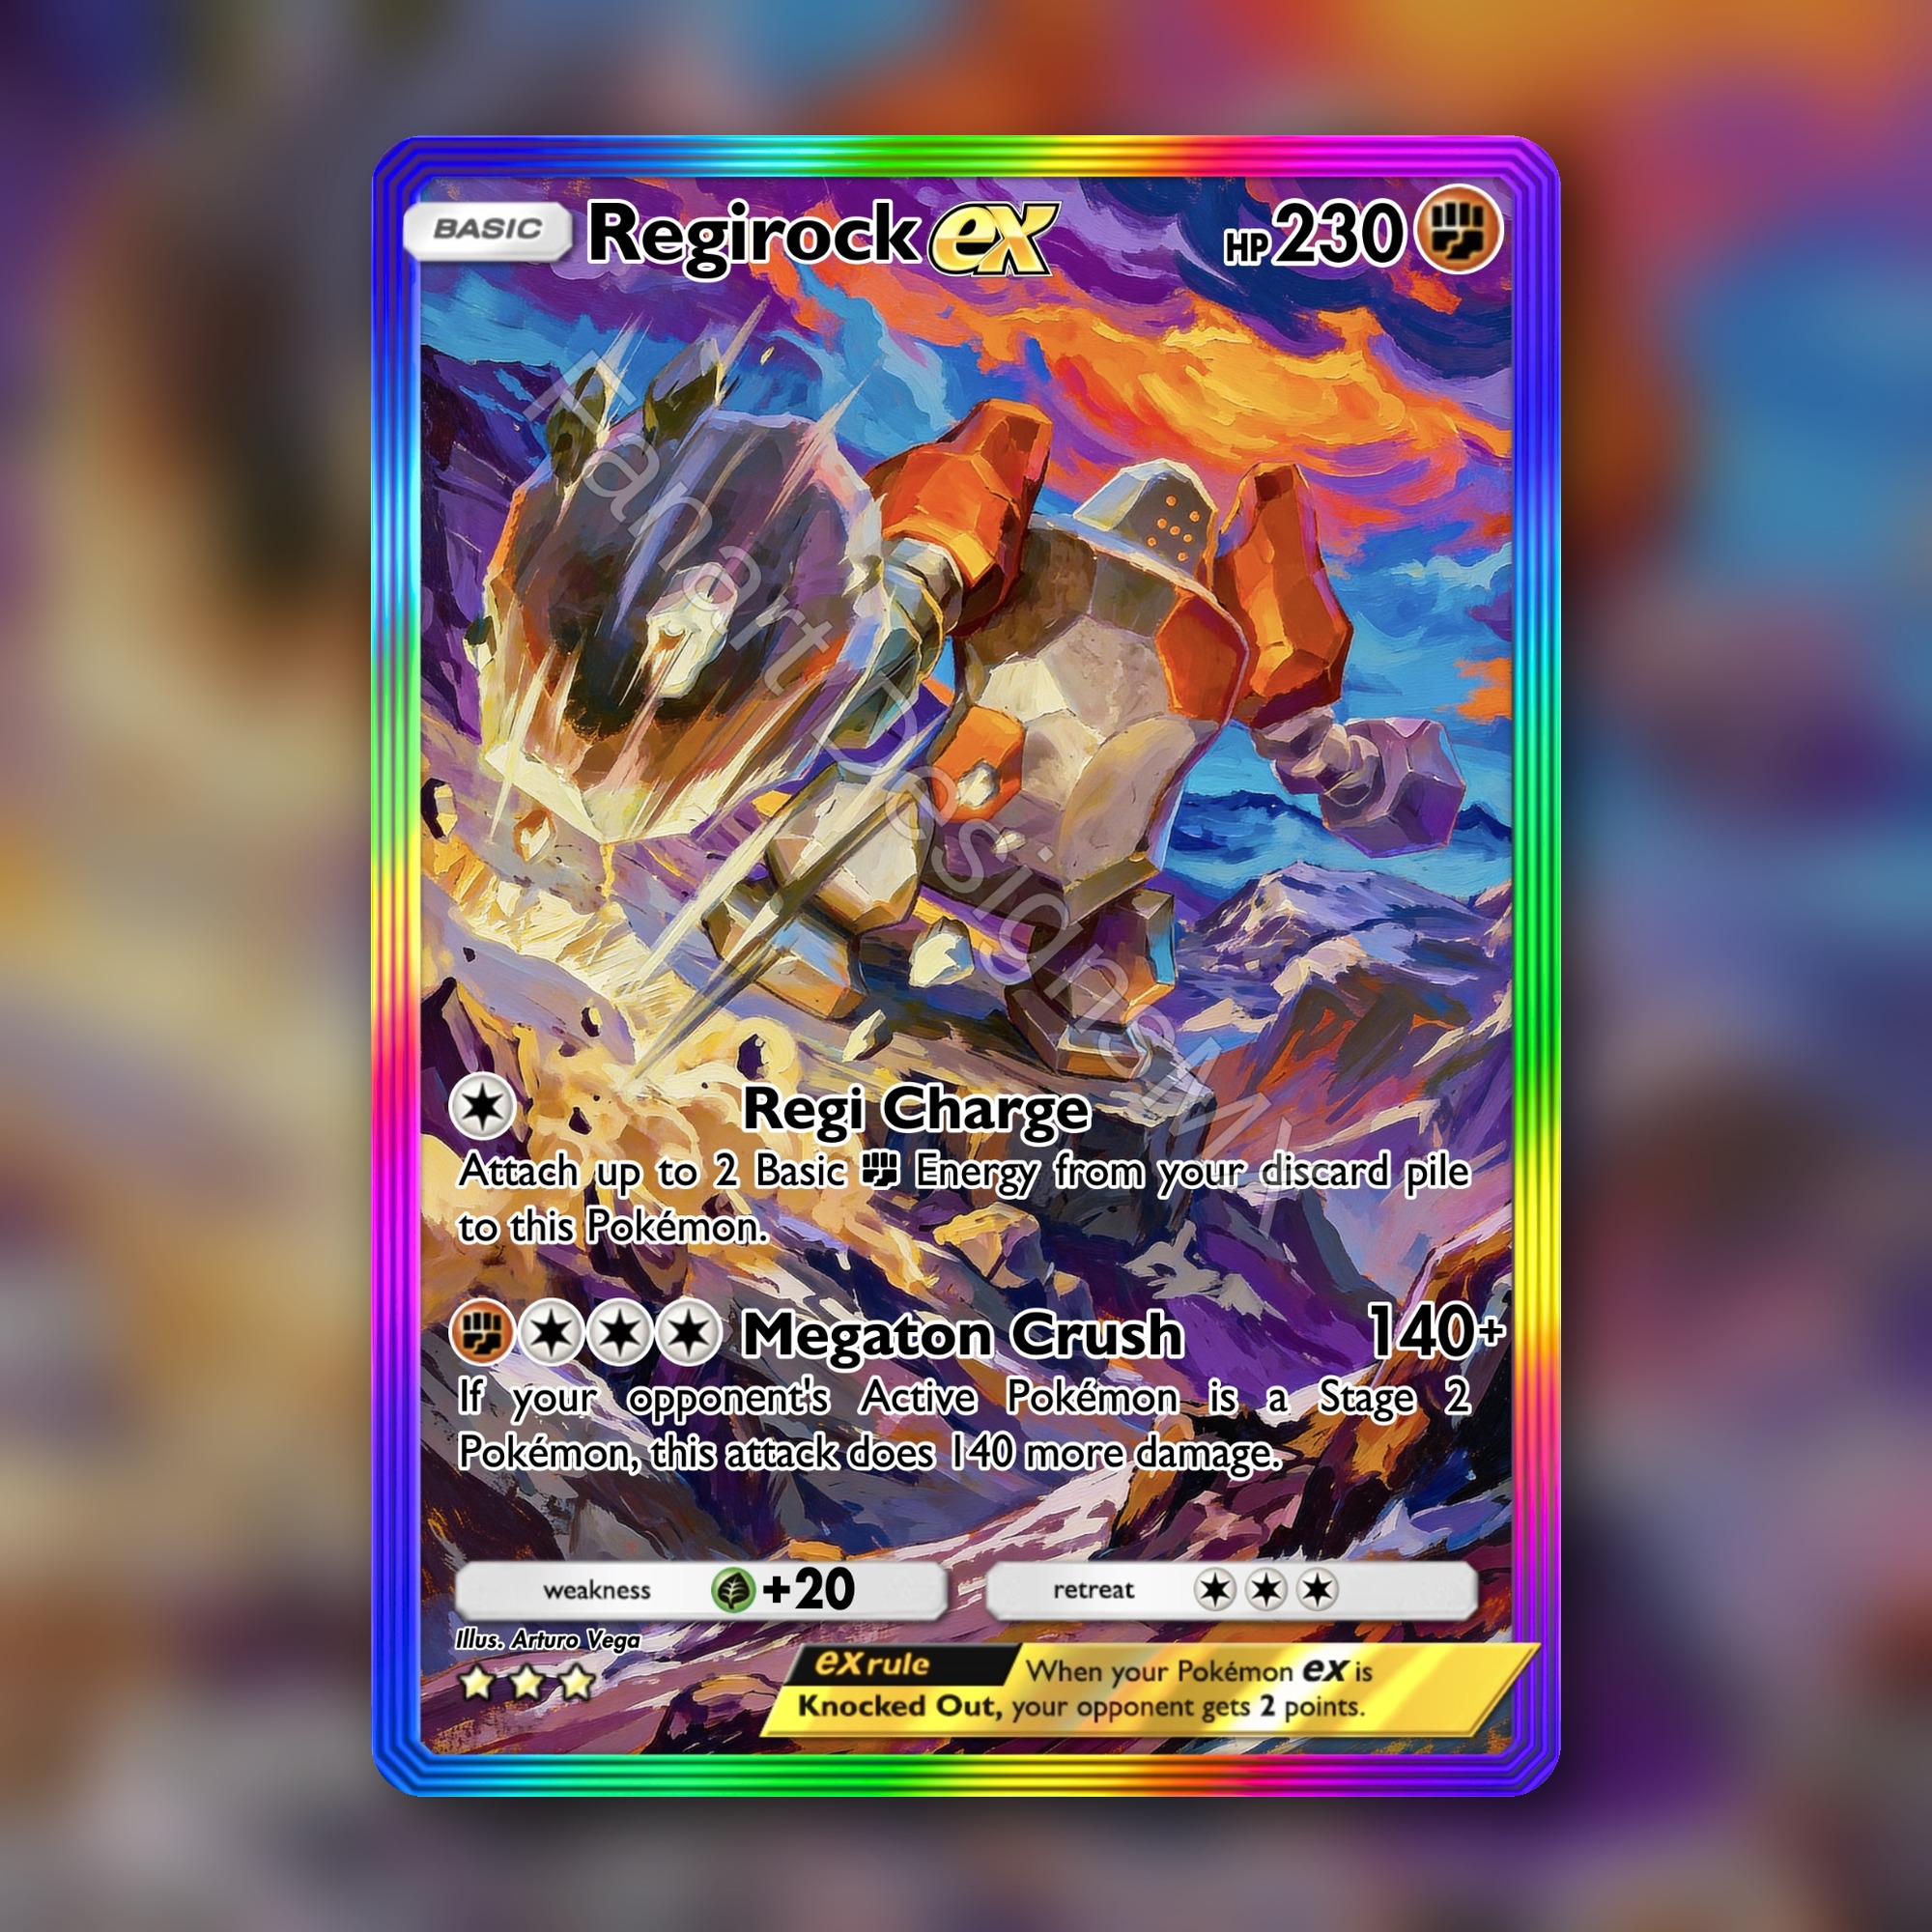 BASIC Regirock ex HP 230
Fanart DesignsMX
Regi Charge
Attach up to 2 Basic Energy from your discard pile
to this Pokémon.
Megaton Crush 140+
If your opponent's Active Pokémon is a Stage 2
Pokémon, this attack does 140 more damage.
weakness +20 retreat
Illus. Arturo Vega
ex rule When your Pokémon ex is
Knocked Out, your opponent gets 2 points.